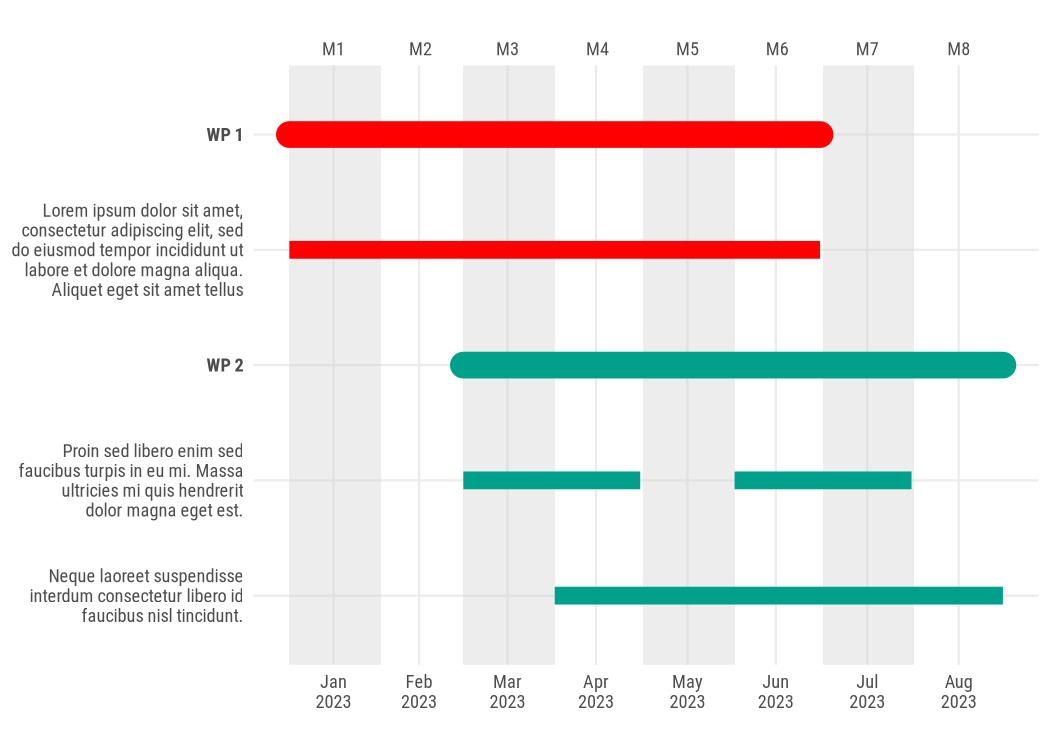 M1 M2 M3 M4 M5 M6 M7 M8
WP 1
Lorem ipsum dolor sit amet,
consectetur adipiscing elit, sed
do eiusmod tempor incididunt ut
labore et dolore magna aliqua.
Aliquet eget sit amet tellus
WP 2
Proin sed libero enim sed
faucibus turpis in eu mi. Massa
ultricies mi quis hendrerit
dolor magna eget est.
Neque laoreet suspendisse
interdum consectetur libero id
faucibus nisl tincidunt.
Jan Feb Mar Apr May Jun Jul Aug
2023 2023 2023 2023 2023 2023 2023 2023